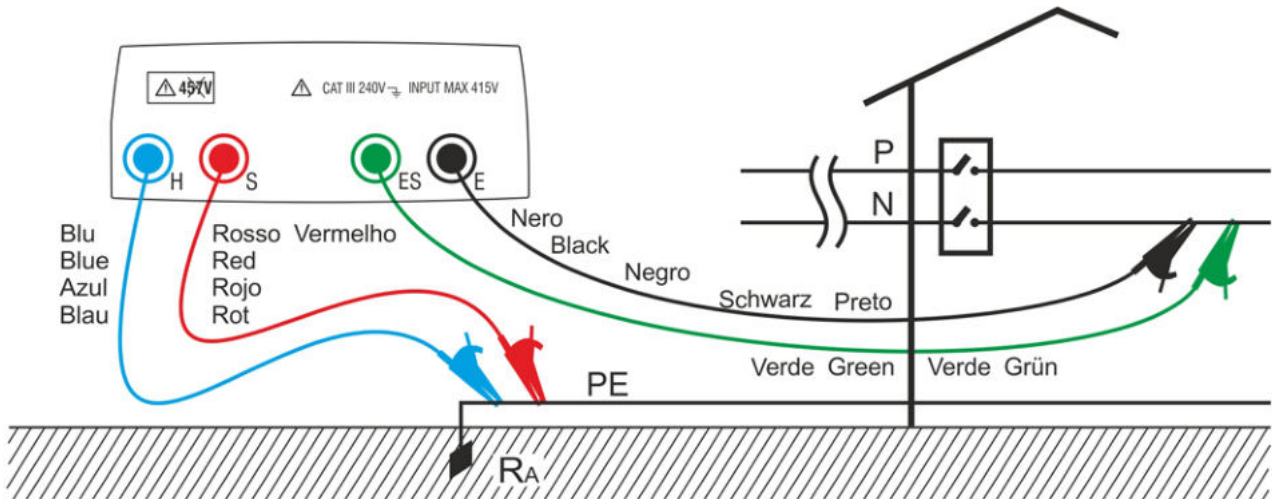 457V
CAT III 240V INPUT MAX 415V
H
S
ES
E
P
N
Blu
Blue
Azul
Blau
Rosso Vermelho
Red
Rojo
Rot
Nero
Black
Negro
Schwarz Preto
Verde Green Verde Grün
PE
RA